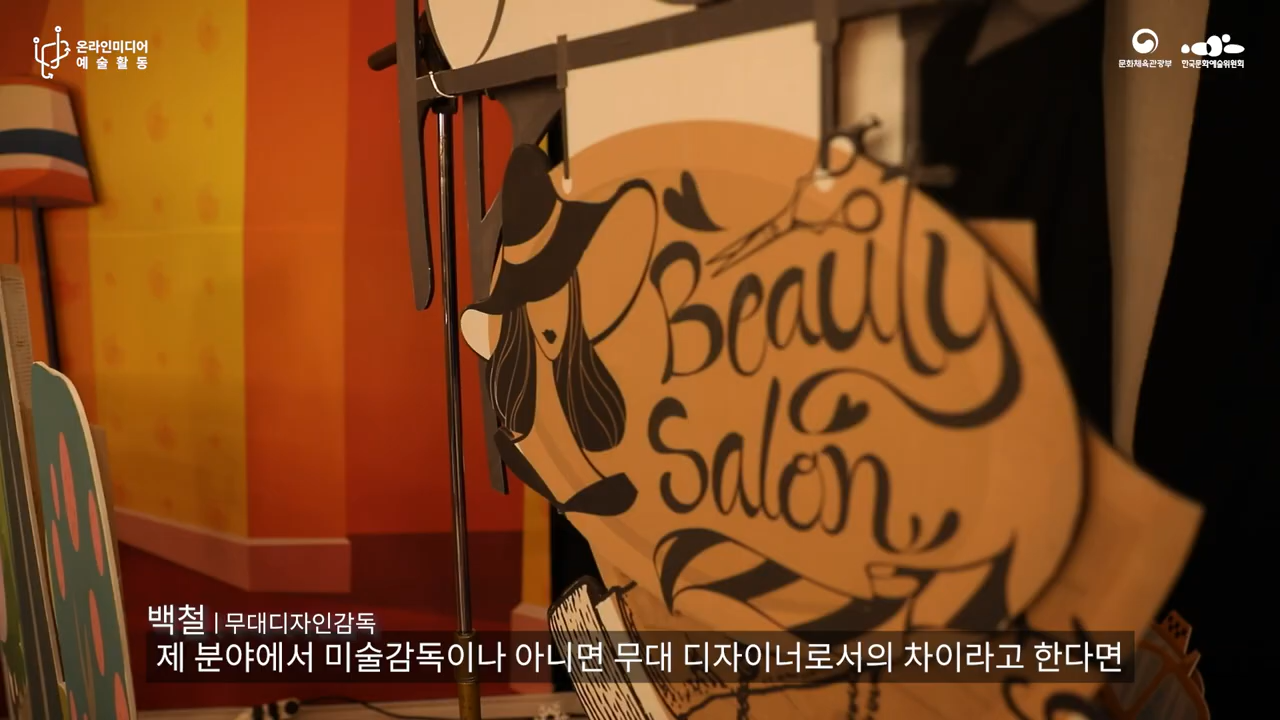 온라인미디어
예술활동
문화체육관광부
한국문화예술위원회
Beauty
Salon
백철 | 무대디자인감독
제 분야에서 미술감독이나 아니면 무대 디자이너로서의 차이라고 한다면